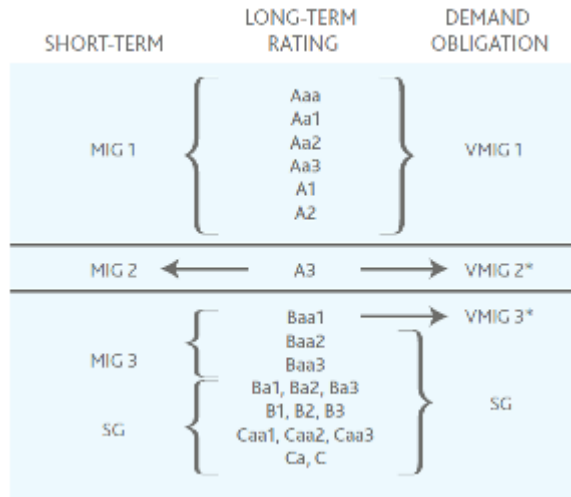 SHORT-TERM LONG-TERM RATING DEMAND OBLIGATION
Aaa
Aa1
Aa2
MIG 1 VMIG 1
Aa3
A1
A2
MIG 2 A3 VMIG 2*
Baa1 VMIG 3*
Baa2
MIG 3
Baa3
Ba1, Ba2, Ba3
SG B1, B2, B3 SG
Caa1, Caa2, Caa3
Ca, C